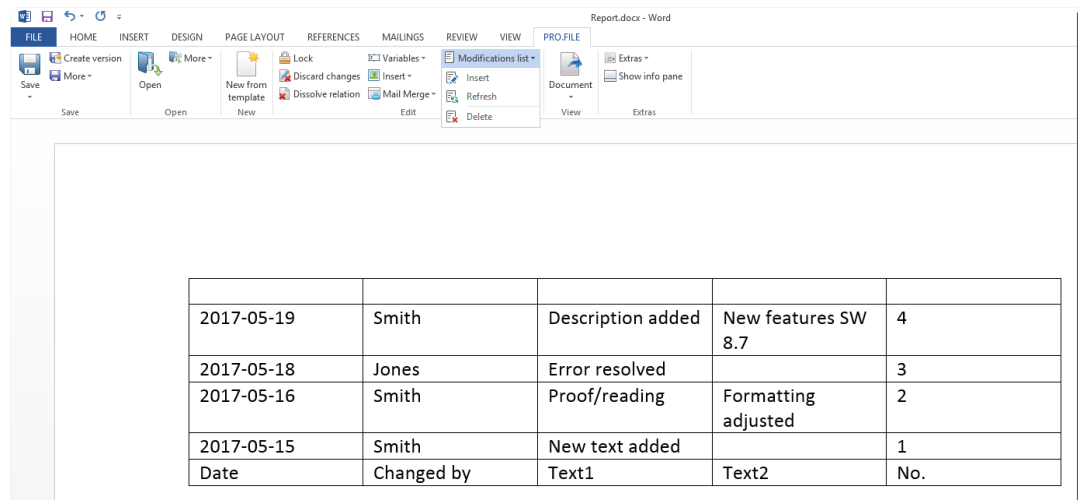 Report.docx - Word
FILE HOME INSERT DESIGN PAGE LAYOUT REFERENCES MAILINGS REVIEW VIEW PRO.FILE
Save
Create version
More
Save
Open
More
Open
New from
template
New
Lock
Discard changes
Dissolve relation
Variables
Insert
Mail Merge
Edit
Modifications list
Insert
Refresh
Delete
Document
View
Extras
Show info pane
Extras
2017-05-19 Smith Description added New features SW 4
8.7
2017-05-18 Jones Error resolved 3
2017-05-16 Smith Proof/reading Formatting 2
adjusted
2017-05-15 Smith New text added 1
Date Changed by Text1 Text2 No.